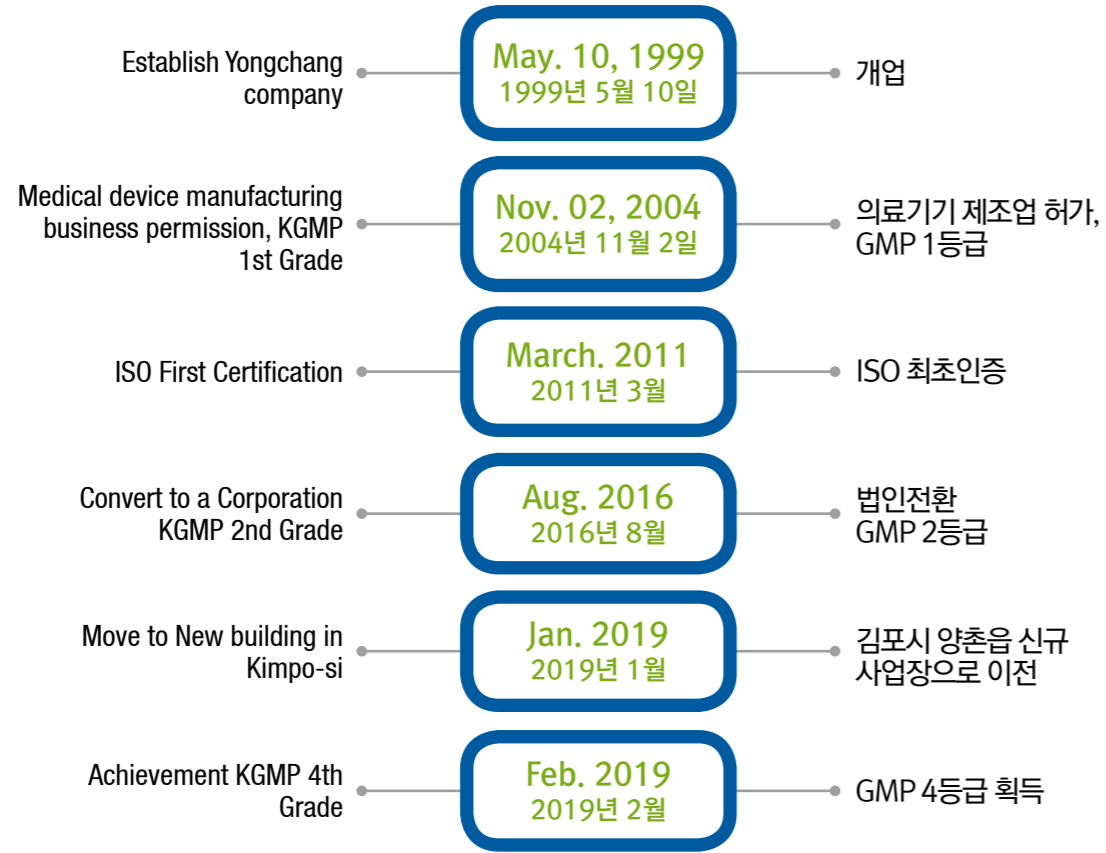 Establish Yongchang
company
May. 10, 1999
1999년 5월 10일
개업
Medical device manufacturing
business permission, KGMP
1st Grade
Nov. 02, 2004
2004년 11월 2일
의료기기 제조업 허가,
GMP 1등급
ISO First Certification
March. 2011
2011년 3월
ISO 최초인증
Convert to a Corporation
KGMP 2nd Grade
Aug. 2016
2016년 8월
법인전환
GMP 2등급
Move to New building in
Kimpo-si
Jan. 2019
2019년 1월
김포시 양촌읍 신규
사업장으로 이전
Achievement KGMP 4th
Grade
Feb. 2019
2019년 2월
GMP 4등급 획득